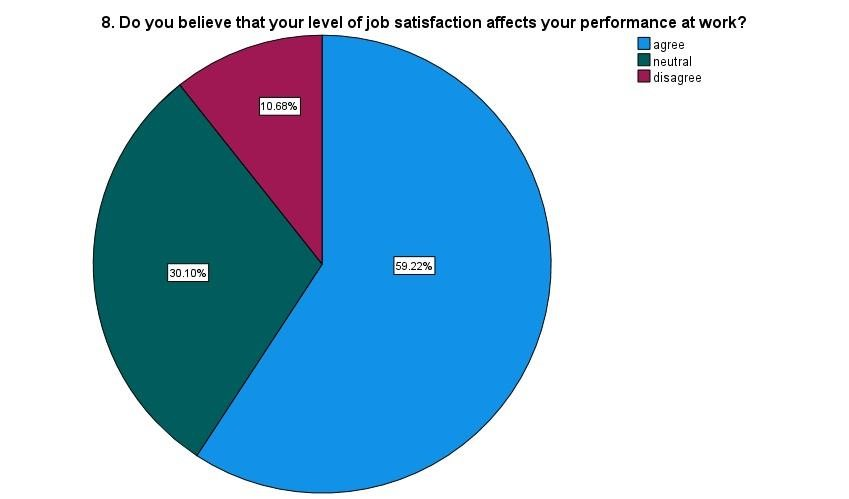 8. Do you believe that your level of job satisfaction affects your performance at work?
agree
neutral
disagree
10.68%
59.22%
30.10%